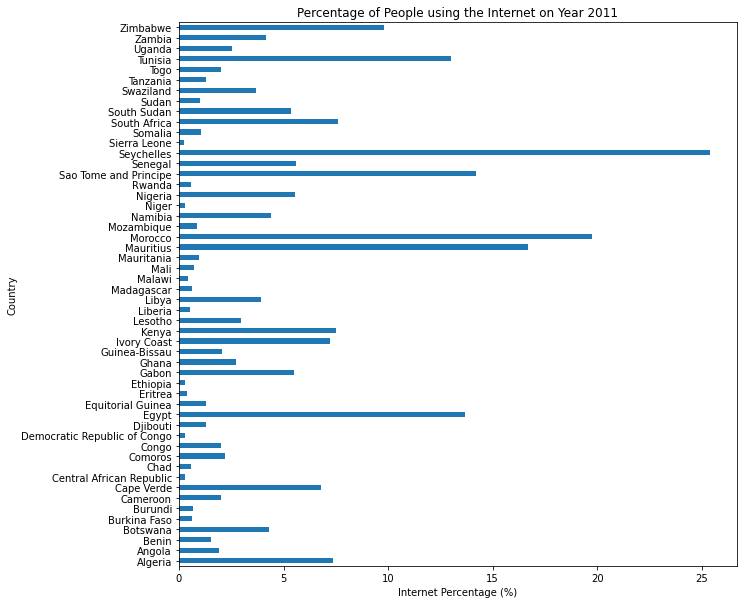 Percentage of People using the Internet on Year 2011
Zimbabwe
Zambia
Uganda
Tunisia
Togo
Tanzania
Swaziland
Sudan
South Sudan
South Africa
Somalia
Sierra Leone
Seychelles
Senegal
Sao Tome and Principe
Rwanda
Nigeria
Niger
Namibia
Mozambique
Morocco
Mauritius
Mauritania
Mali
Malawi
Madagascar
Libya
Liberia
Lesotho
Kenya
Ivory Coast
Guinea-Bissau
Ghana
Gabon
Ethiopia
Eritrea
Equitorial Guinea
Egypt
Djibouti
Democratic Republic of Congo
Congo
Comoros
Chad
Central African Republic
Cape Verde
Cameroon
Burundi
Burkina Faso
Botswana
Benin
Angola
Algeria
Country
0 5 10 15 20 25
Internet Percentage (%)